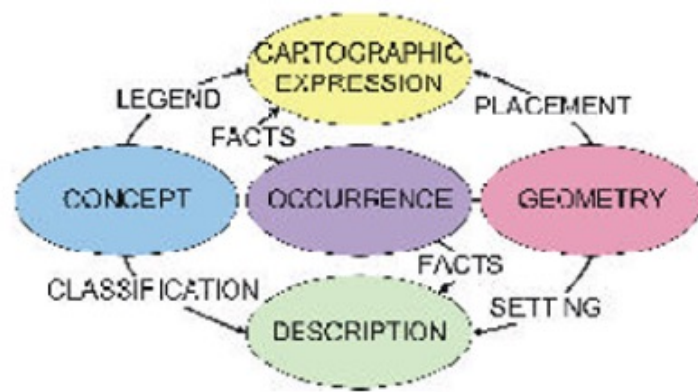 CARTOGRAPHIC
EXPRESSION
LEGEND
PLACEMENT
FACTS
CONCEPT
OCCURRENCE
GEOMETRY
FACTS
CLASSIFICATION
SETTING
DESCRIPTION